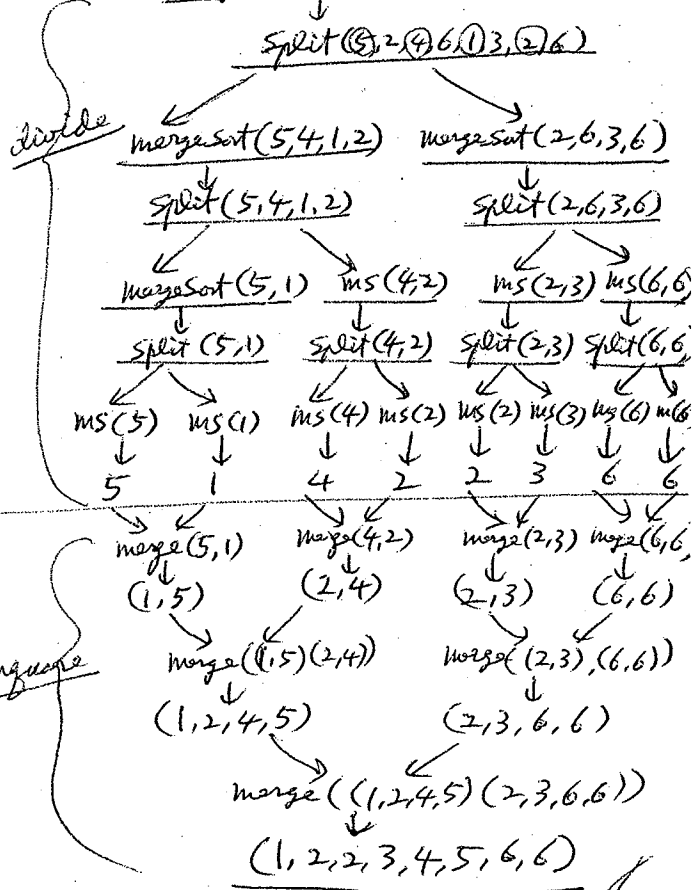 split(5,2,4,6,1,3,2,6)
divide
mergeSort(5,4,1,2) mergeSort(2,6,3,6)
split(5,4,1,2) split(2,6,3,6)
mergeSort(5,1) ms(4,2) ms(2,3) ms(6,6)
split(5,1) split(4,2) split(2,3) split(6,6)
ms(5) ms(1) ms(4) ms(2) ms(2) ms(3) ms(6) m(6)
5 1 4 2 2 3 6 6
merge(5,1) merge(4,2) merge(2,3) merge(6,6)
(1,5) (2,4) (2,3) (6,6)
merge((1,5)(2,4)) merge((2,3),(6,6))
(1,2,4,5) (2,3,6,6)
merge((1,2,4,5)(2,3,6,6))
(1,2,2,3,4,5,6,6)